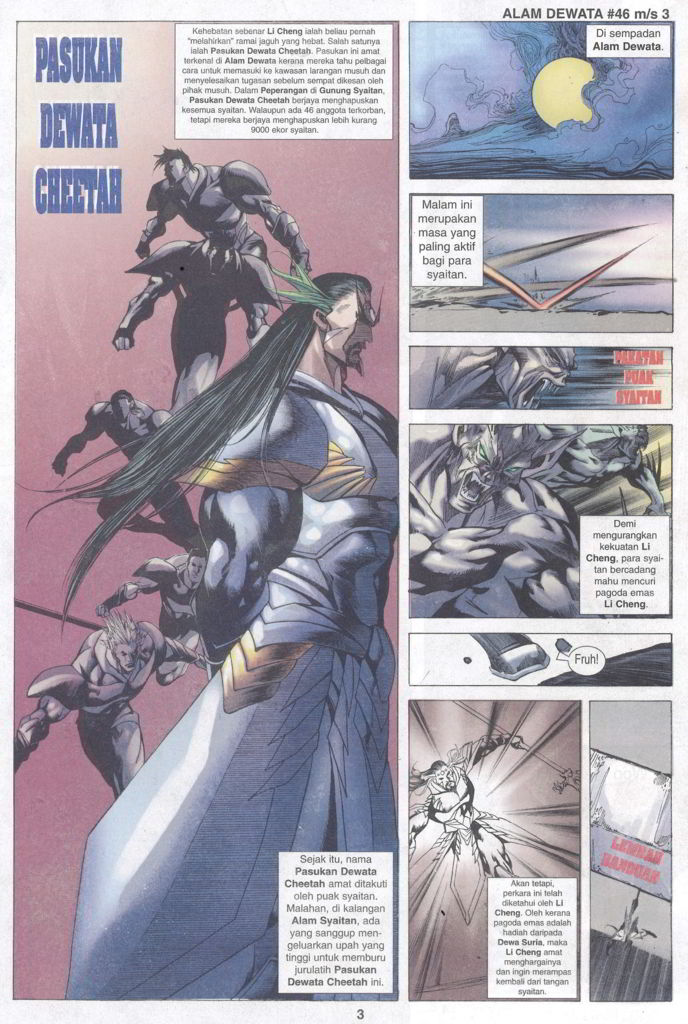 ALAM DEWATA #46 m/s 3
PASUKAN
DEWATA
CHEETAH
Kehebatan sebenar Li Cheng ialah beliau pernah
"melahirkan" ramai jaguh yang hebat. Salah satunya
ialah Pasukan Dewata Cheetah. Pasukan ini amat
terkenal di Alam Dewata kerana mereka tahu pelbagai
cara untuk memasuki ke kawasan larangan musuh dan
menyelesaikan tugasan sebelum sempat dikesan oleh
pihak musuh. Dalam Peperangan di Gunung Syaitan,
Pasukan Dewata Cheetah berjaya menghapuskan
kesemua syaitan. Walaupun ada 46 anggota terkorban,
tetapi mereka berjaya menghapuskan lebih kurang
9000 ekor syaitan.
Sejak itu, nama
Pasukan Dewata
Cheetah amat ditakuti
oleh puak syaitan.
Malahan, di kalangan
Alam Syaitan, ada
yang sanggup men-
geluarkan upah yang
tinggi untuk memburu
jurulatih Pasukan
Dewata Cheetah ini.
Di sempadan
Alam Dewata.
Malam ini
merupakan
masa yang
paling aktif
bagi para
syaitan.
PAKATAN
PUAK
SYAITAN
Demi
mengurangkan
kekuatan Li
Cheng, para syai-
tan bercadang
mahu mencuri
pagoda emas
Li Cheng.
Fruh!
Akan tetapi,
perkara ini telah
diketahui oleh Li
Cheng. Oleh kerana
pagoda emas adalah
hadiah daripada
Dewa Suria, maka
Li Cheng amat
menghargainya
dan ingin merampas
kembali dari tangan
syaitan.
LEMBAH
BANDUAN
3